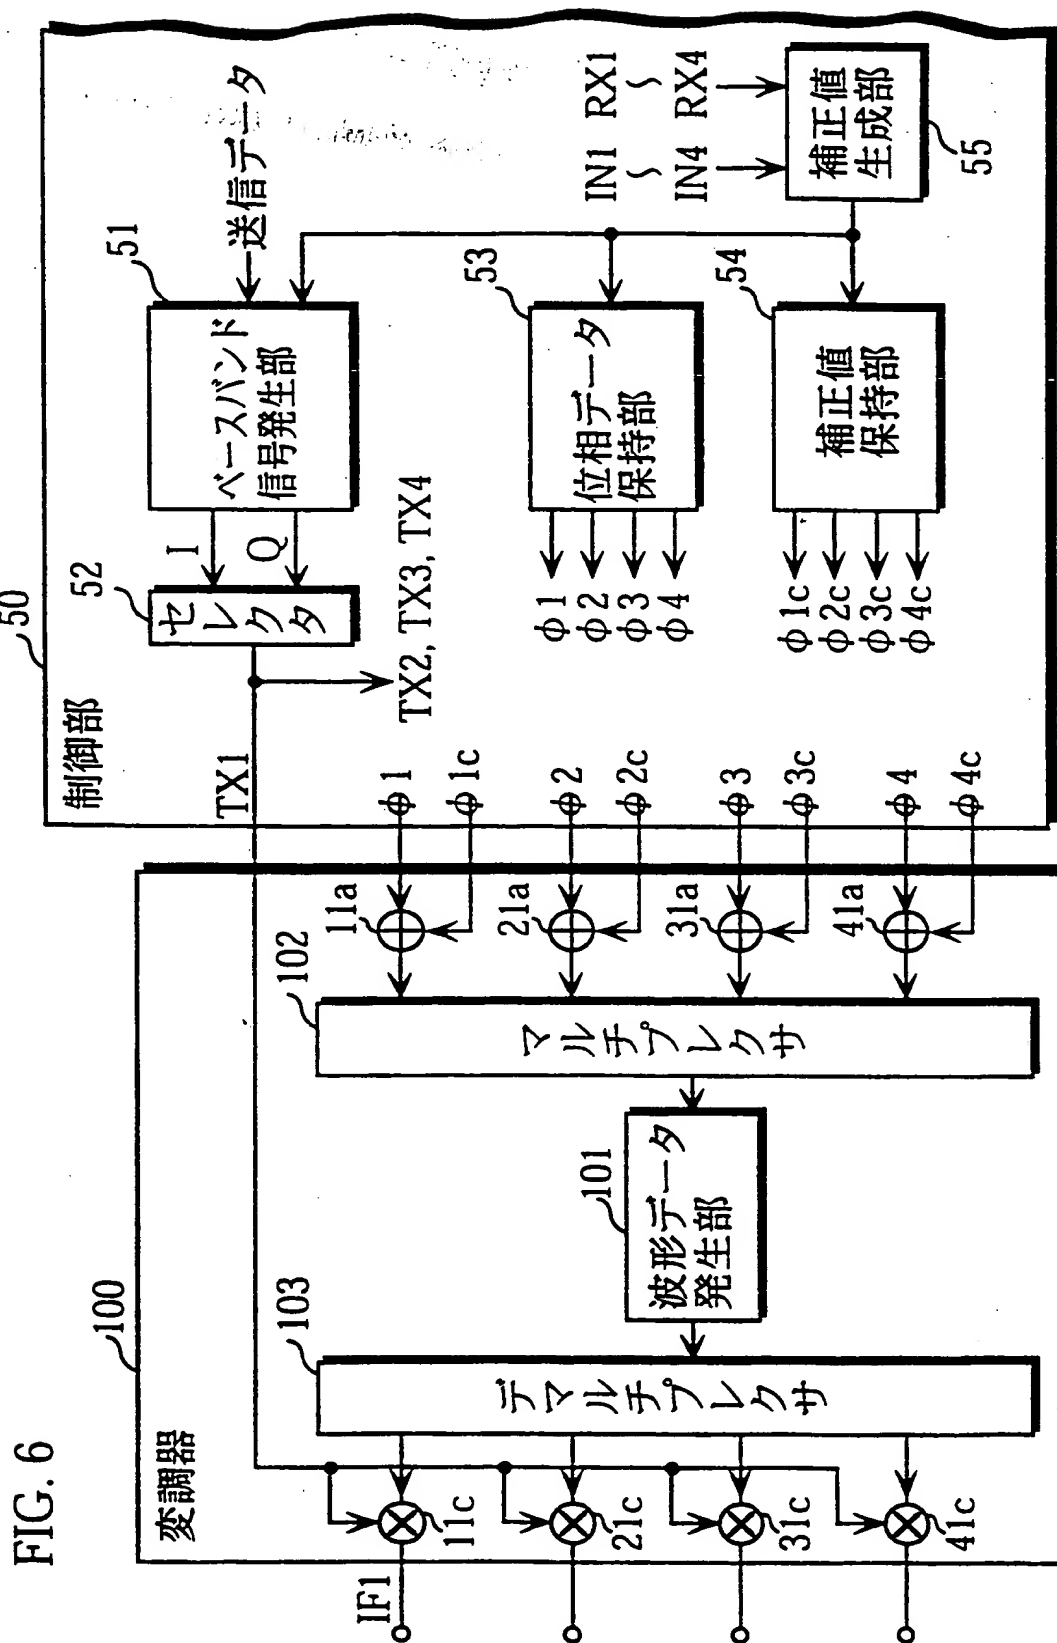 FIG. 6
変調器
100
IF1
11c
21c
31c
41c
103
デマルチプレクサ
101
波形データ
発生部
102
マルチプレクサ
11a
21a
31a
41a
制御部
50
TX1
φ1
φ1c
φ2
φ2c
φ3
φ3c
φ4
φ4c
TX2, TX3, TX4
52
セレクタ
I
Q
51
ベースバンド
信号発生部
送信データ
φ1
φ2
φ3
φ4
53
位相データ
保持部
φ1c
φ2c
φ3c
φ4c
54
補正値
保持部
IN1
〜
IN4
RX1
〜
RX4
補正値
生成部
55